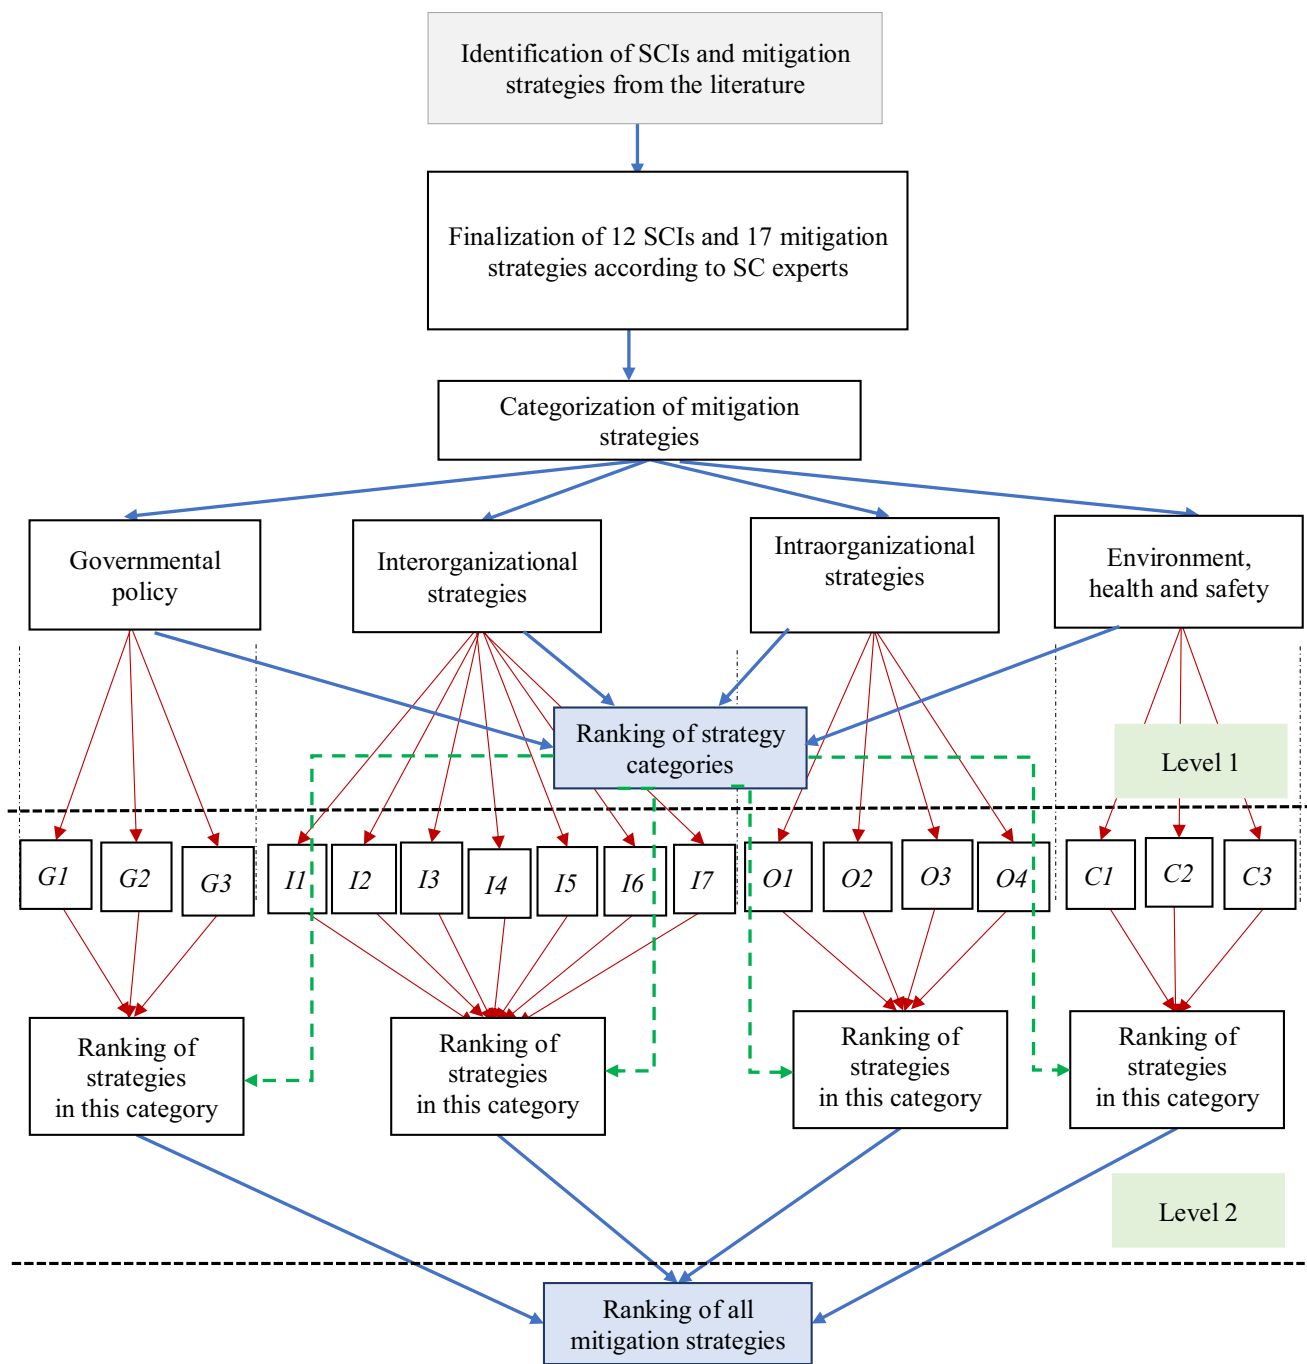 Identification of SCIs and mitigation
strategies from the literature
Finalization of 12 SCIs and 17 mitigation
strategies according to SC experts
Categorization of mitigation
strategies
Governmental
policy
Interorganizational
strategies
Intraorganizational
strategies
Environment,
health and safety
Ranking of strategy
categories
Level 1
G1
G2
G3
I1
I2
I3
I4
I5
I6
I7
O1
O2
O3
O4
C1
C2
C3
Ranking of
strategies
in this category
Ranking of
strategies
in this category
Ranking of
strategies
in this category
Ranking of
strategies
in this category
Level 2
Ranking of all
mitigation strategies